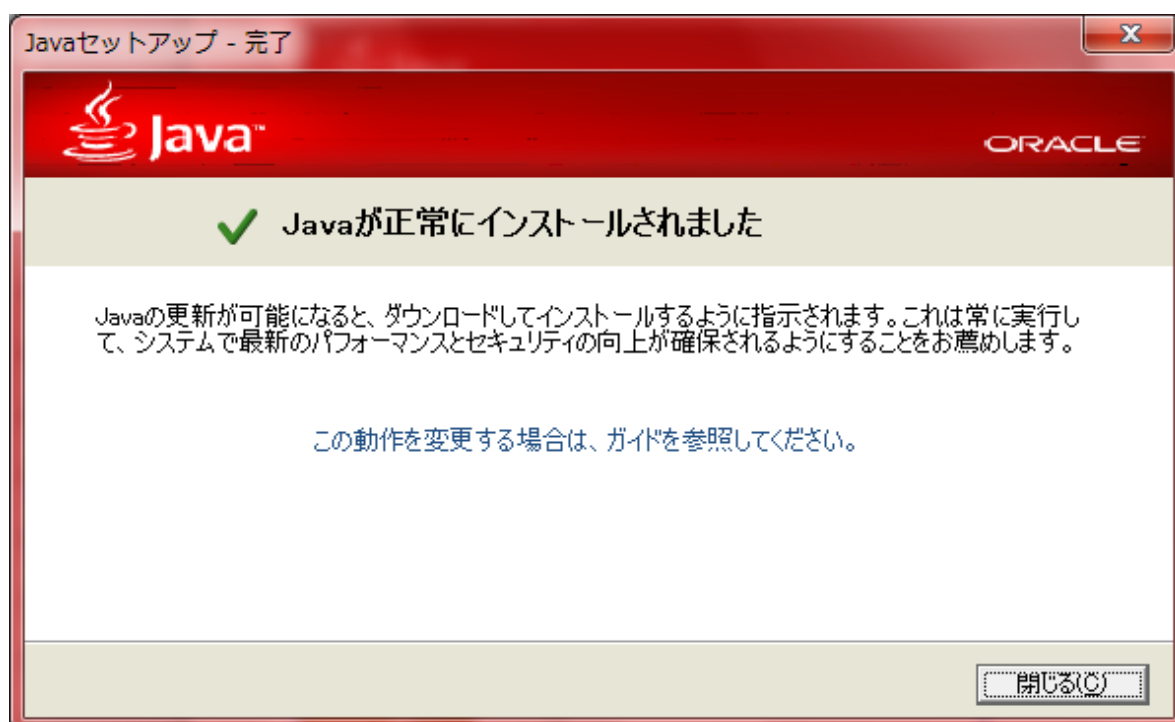 Javaセットアップ - 完了
Java™
ORACLE
Javaが正常にインストールされました
Javaの更新が可能になると、ダウンロードしてインストールするように指示されます。これは常に実行し
て、システムで最新のパフォーマンスとセキュリティの向上が確保されるようにすることをお薦めします。
この動作を変更する場合は、ガイドを参照してください。
閉じる(C)